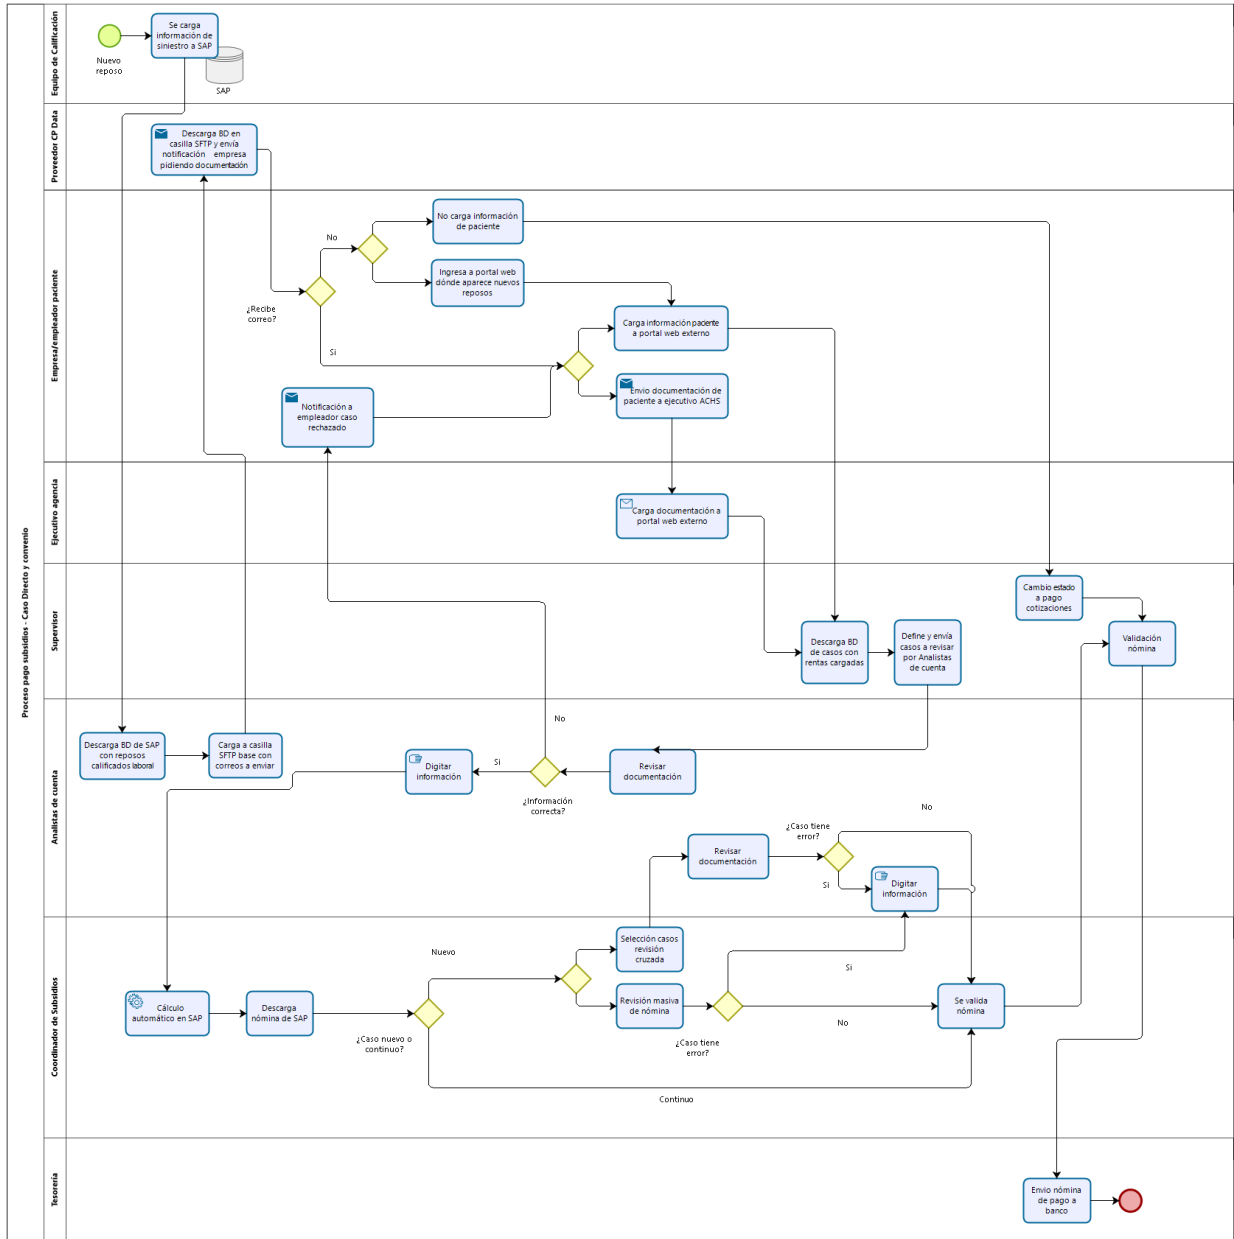 Proceso pago subsidios - Caso Directo y convenio
Equipo de Calificación
Nuevo
reposo
Se carga
información de
siniestro a SAP
SAP
Proveedor CP Data
Descarga BD en
casilla SFTP y envía
notificación empresa
pidiendo documentación
Empresa/empleador paciente
¿Recibe
correo?
No
Si
No carga información
de paciente
Ingresa a portal web
dónde aparece nuevos
reposos
Carga información paciente
a portal web externo
Envio documentación de
paciente a ejecutivo ACHS
Notificación a
empleador caso
rechazado
Ejecutivo agencia
Carga documentación a
portal web externo
Supervisor
Descarga BD
de casos con
rentas cargadas
Define y envía
casos a revisar
por Analistas
de cuenta
Cambio estado
a pago
cotizaciones
Validación
nómina
Analistas de cuenta
Descarga BD de SAP
con reposos
calificados laboral
Carga a casilla
SFTP base con
correos a enviar
Digitar
información
Si
No
¿Información
correcta?
Revisar
documentación
Revisar
documentación
¿Caso tiene
error?
No
Si
Digitar
información
Coordinador de Subsidios
Cálculo
automático en SAP
Descarga
nómina de SAP
¿Caso nuevo o
continuo?
Nuevo
Continuo
Selección casos
revisión
cruzada
Revisión masiva
de nómina
¿Caso tiene
error?
Si
No
Se valida
nómina
Tesorería
Envio nómina
de pago a
banco